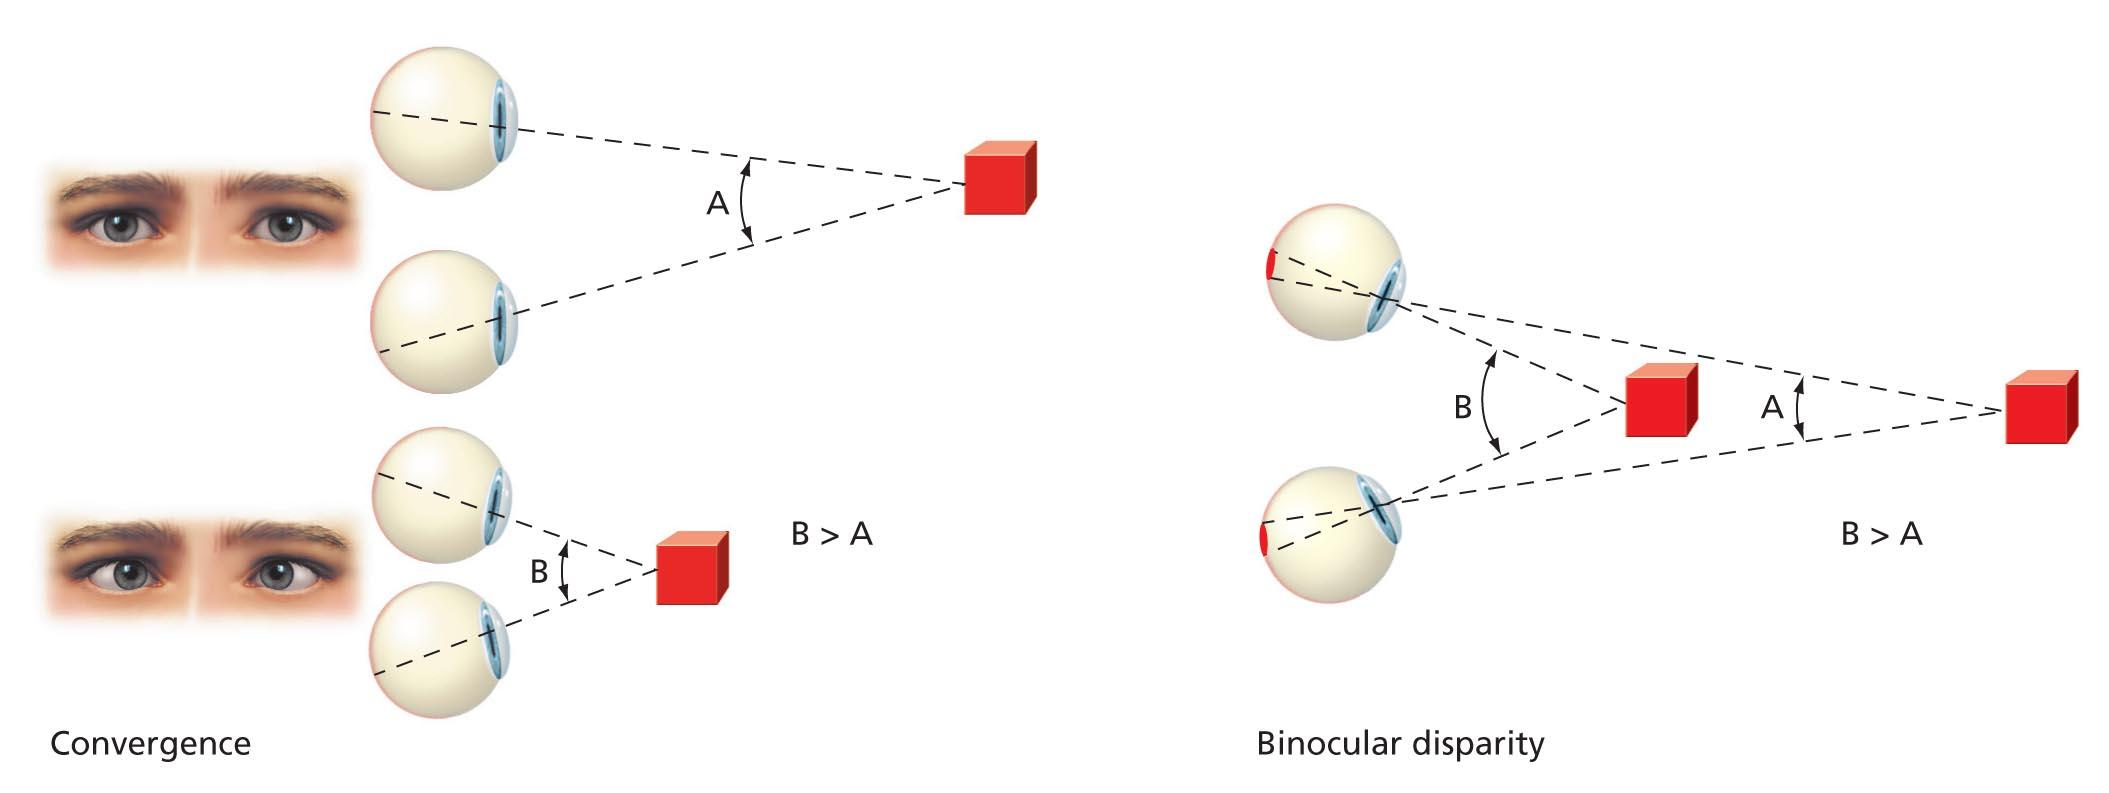 A
B
B > A
Convergence
B
A
B > A
Binocular disparity